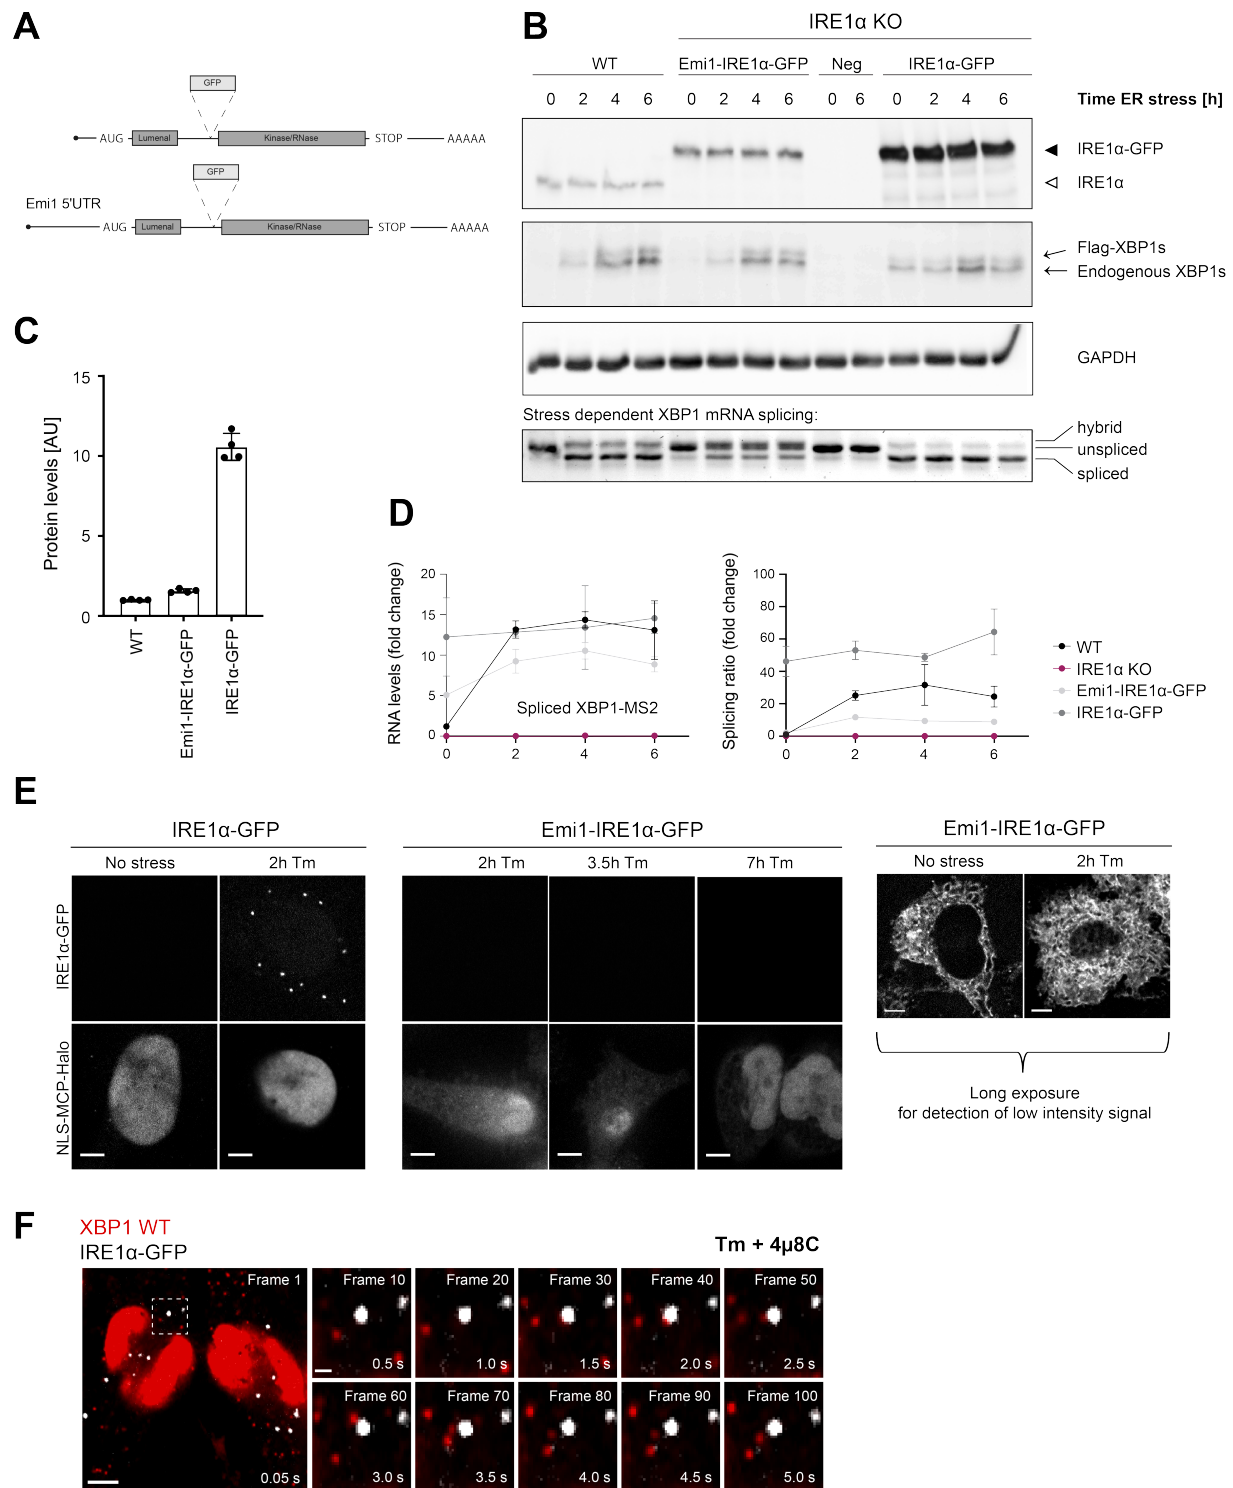 A
GFP
AUG
Lumenal
Kinase/RNase
STOP
AAAAA
GFP
Emi1 5'UTR
AUG
Lumenal
Kinase/RNase
STOP
AAAAA
B
IRE1α KO
WT
Emi1-IRE1α-GFP
Neg
IRE1α-GFP
0 2 4 6 0 2 4 6 0 6 0 2 4 6
Time ER stress [h]
IRE1α-GFP
IRE1α
Flag-XBP1s
Endogenous XBP1s
GAPDH
Stress dependent XBP1 mRNA splicing:
hybrid
unspliced
spliced
C
Protein levels [AU]
15
10
5
0
WT
Emi1-IRE1α-GFP
IRE1α-GFP
D
RNA levels (fold change)
20
15
10
5
0
Spliced XBP1-MS2
0 2 4 6
Splicing ratio (fold change)
100
80
60
40
20
0
0 2 4 6
WT
IRE1α KO
Emi1-IRE1α-GFP
IRE1α-GFP
E
IRE1α-GFP
No stress
2h Tm
Emi1-IRE1α-GFP
2h Tm
3.5h Tm
7h Tm
Emi1-IRE1α-GFP
No stress
2h Tm
IRE1α-GFP
NLS-MCP-Halo
Long exposure
for detection of low intensity signal
F
XBP1 WT
IRE1α-GFP
Tm + 4µ8C
Frame 1
0.05 s
Frame 10
0.5 s
Frame 20
1.0 s
Frame 30
1.5 s
Frame 40
2.0 s
Frame 50
2.5 s
Frame 60
3.0 s
Frame 70
3.5 s
Frame 80
4.0 s
Frame 90
4.5 s
Frame 100
5.0 s